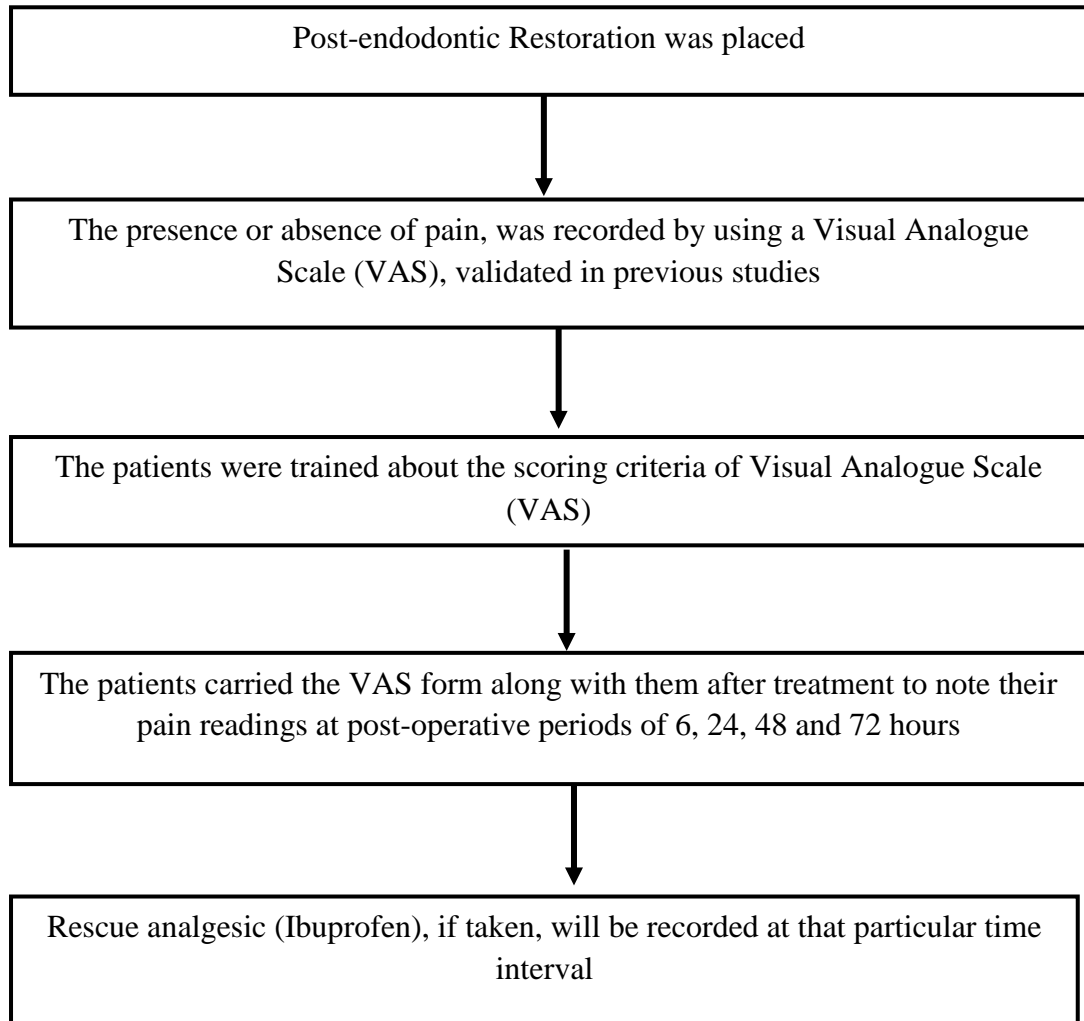 Post-endodontic Restoration was placed
The presence or absence of pain, was recorded by using a Visual Analogue
Scale (VAS), validated in previous studies
The patients were trained about the scoring criteria of Visual Analogue Scale
(VAS)
The patients carried the VAS form along with them after treatment to note their
pain readings at post-operative periods of 6, 24, 48 and 72 hours
Rescue analgesic (Ibuprofen), if taken, will be recorded at that particular time
interval